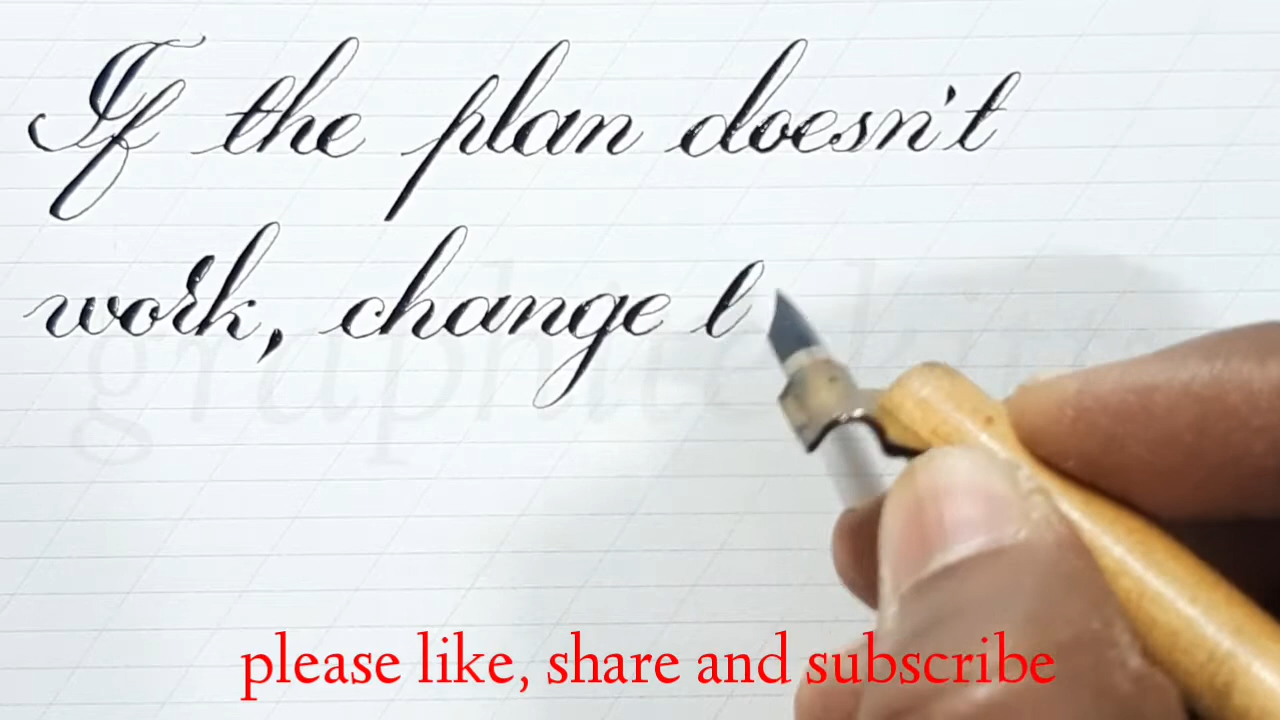 If the plan doesn't
work, change t
please like, share and subscribe